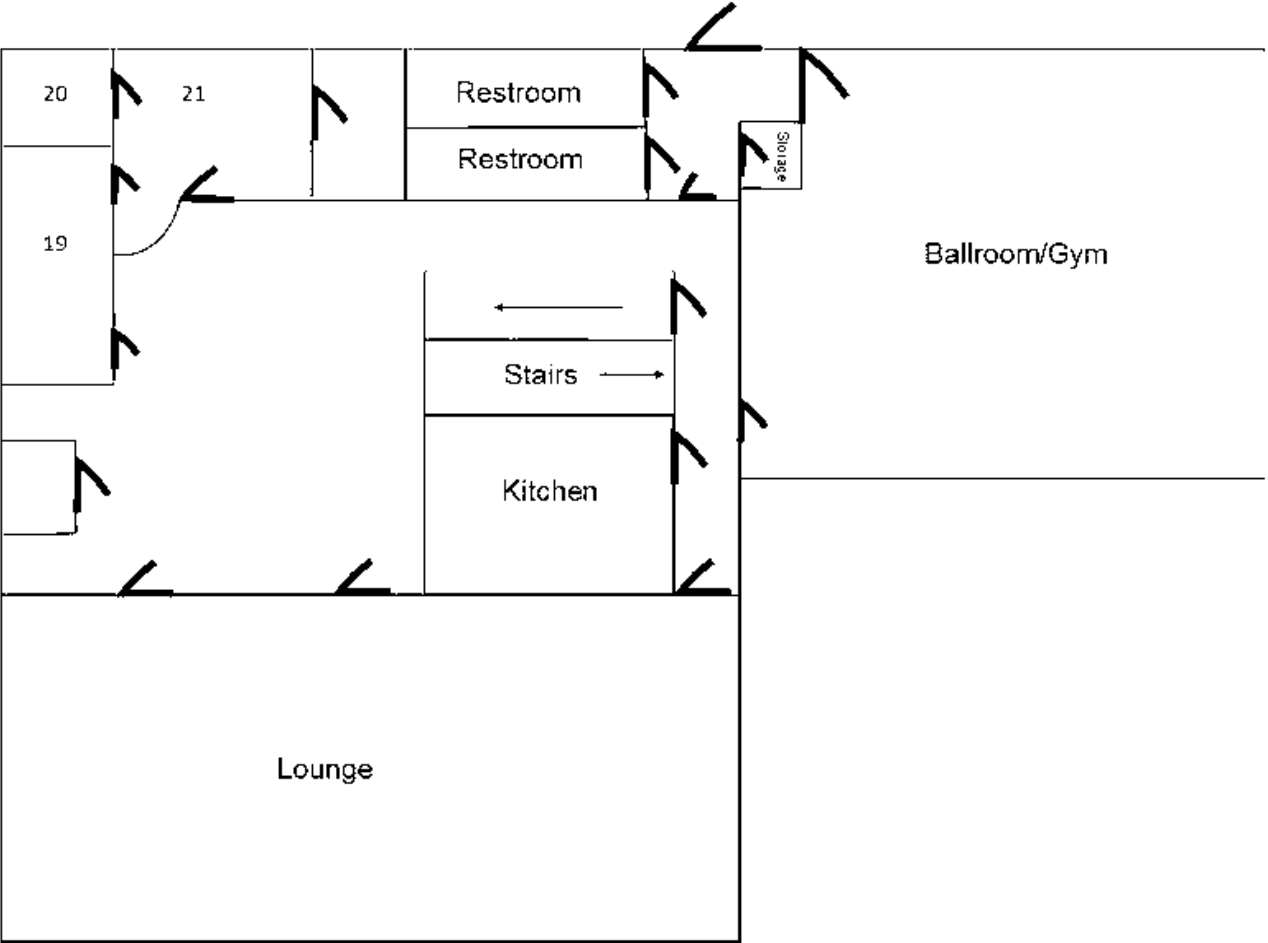 20
21
Restroom
Restroom
Storage
19
Ballroom/Gym
Stairs
Kitchen
Lounge